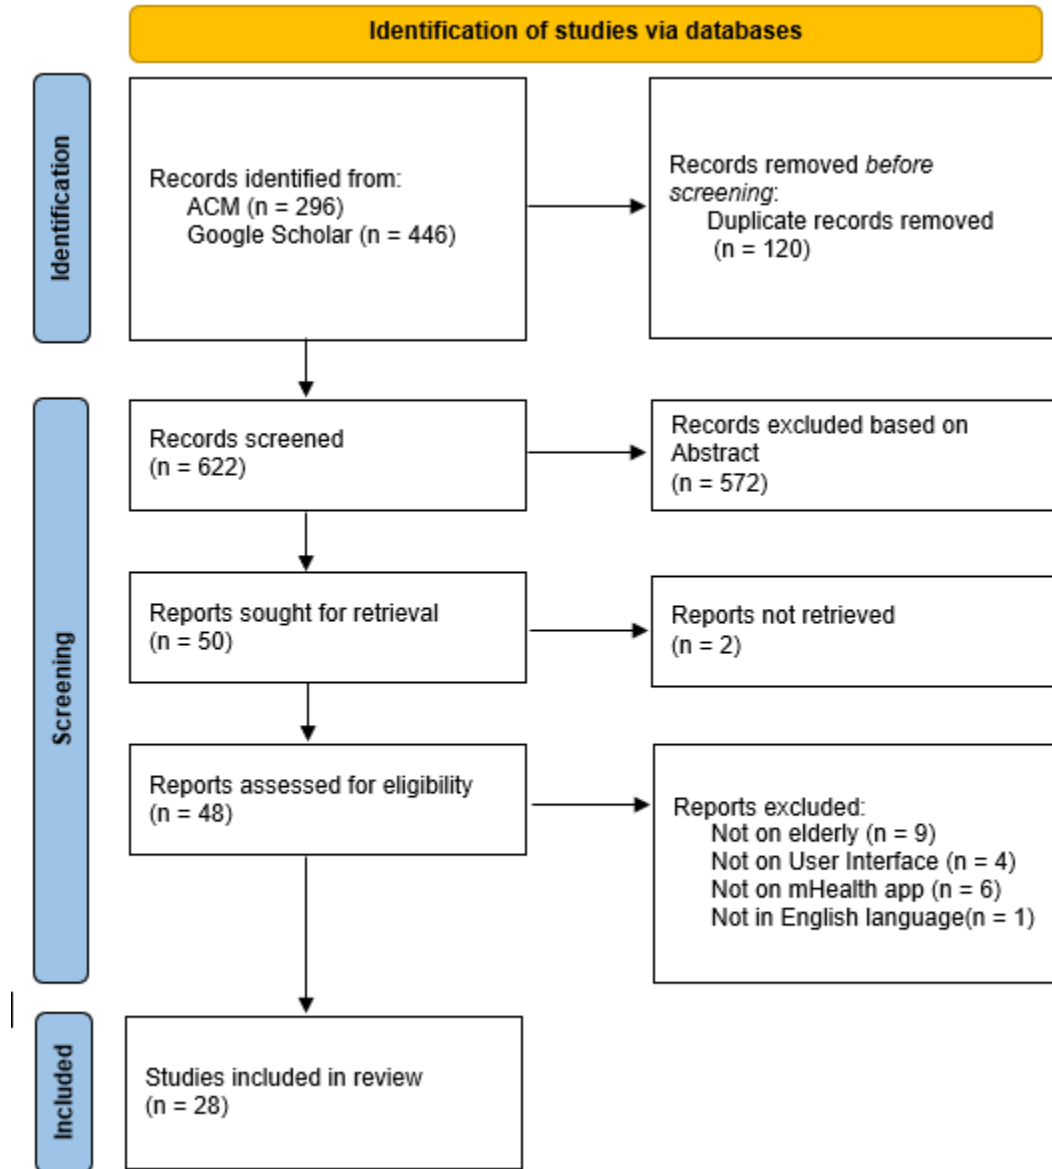 Identification of studies via databases
Identification
Records identified from:
ACM (n = 296)
Google Scholar (n = 446)
Records removed before
screening:
Duplicate records removed
(n = 120)
Screening
Records screened
(n = 622)
Records excluded based on
Abstract
(n = 572)
Reports sought for retrieval
(n = 50)
Reports not retrieved
(n = 2)
Reports assessed for eligibility
(n = 48)
Reports excluded:
Not on elderly (n = 9)
Not on User Interface (n = 4)
Not on mHealth app (n = 6)
Not in English language(n = 1)
Included
Studies included in review
(n = 28)